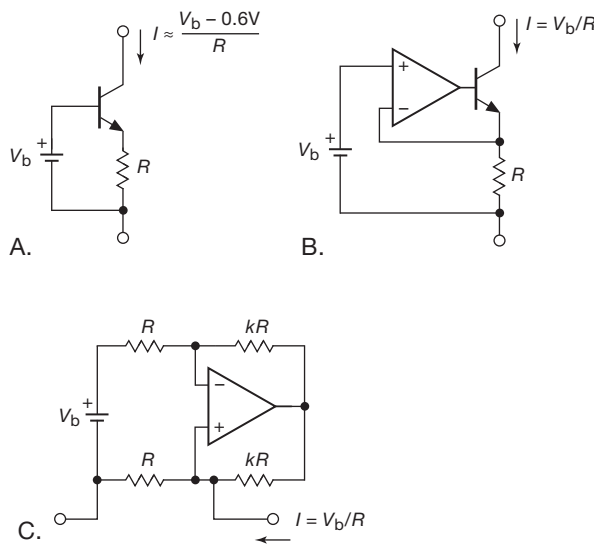 I ≈ (Vb − 0.6V)/R
+
Vb
R
A.
I = Vb/R
+
−
+
Vb
R
B.
R
kR
+
Vb
−
+
R
kR
I = Vb/R
C.